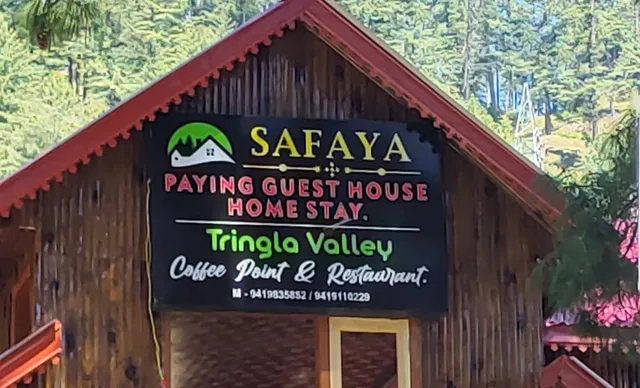 SAFAYA
PAYING GUEST HOUSE
HOME STAY.
Tringla Valley
Coffee Point & Restaurant.
M - 9419835852 / 9419110229